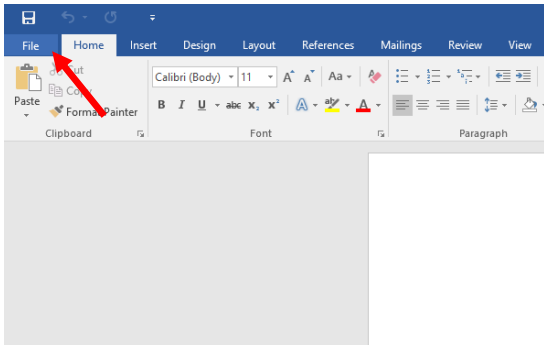 File Home Insert Design Layout References Mailings Review View
Cut
Calibri (Body) 11 A A Aa
Copy
Paste
Format Painter
B I U abc x₂ x² A ab A
Clipboard Font Paragraph